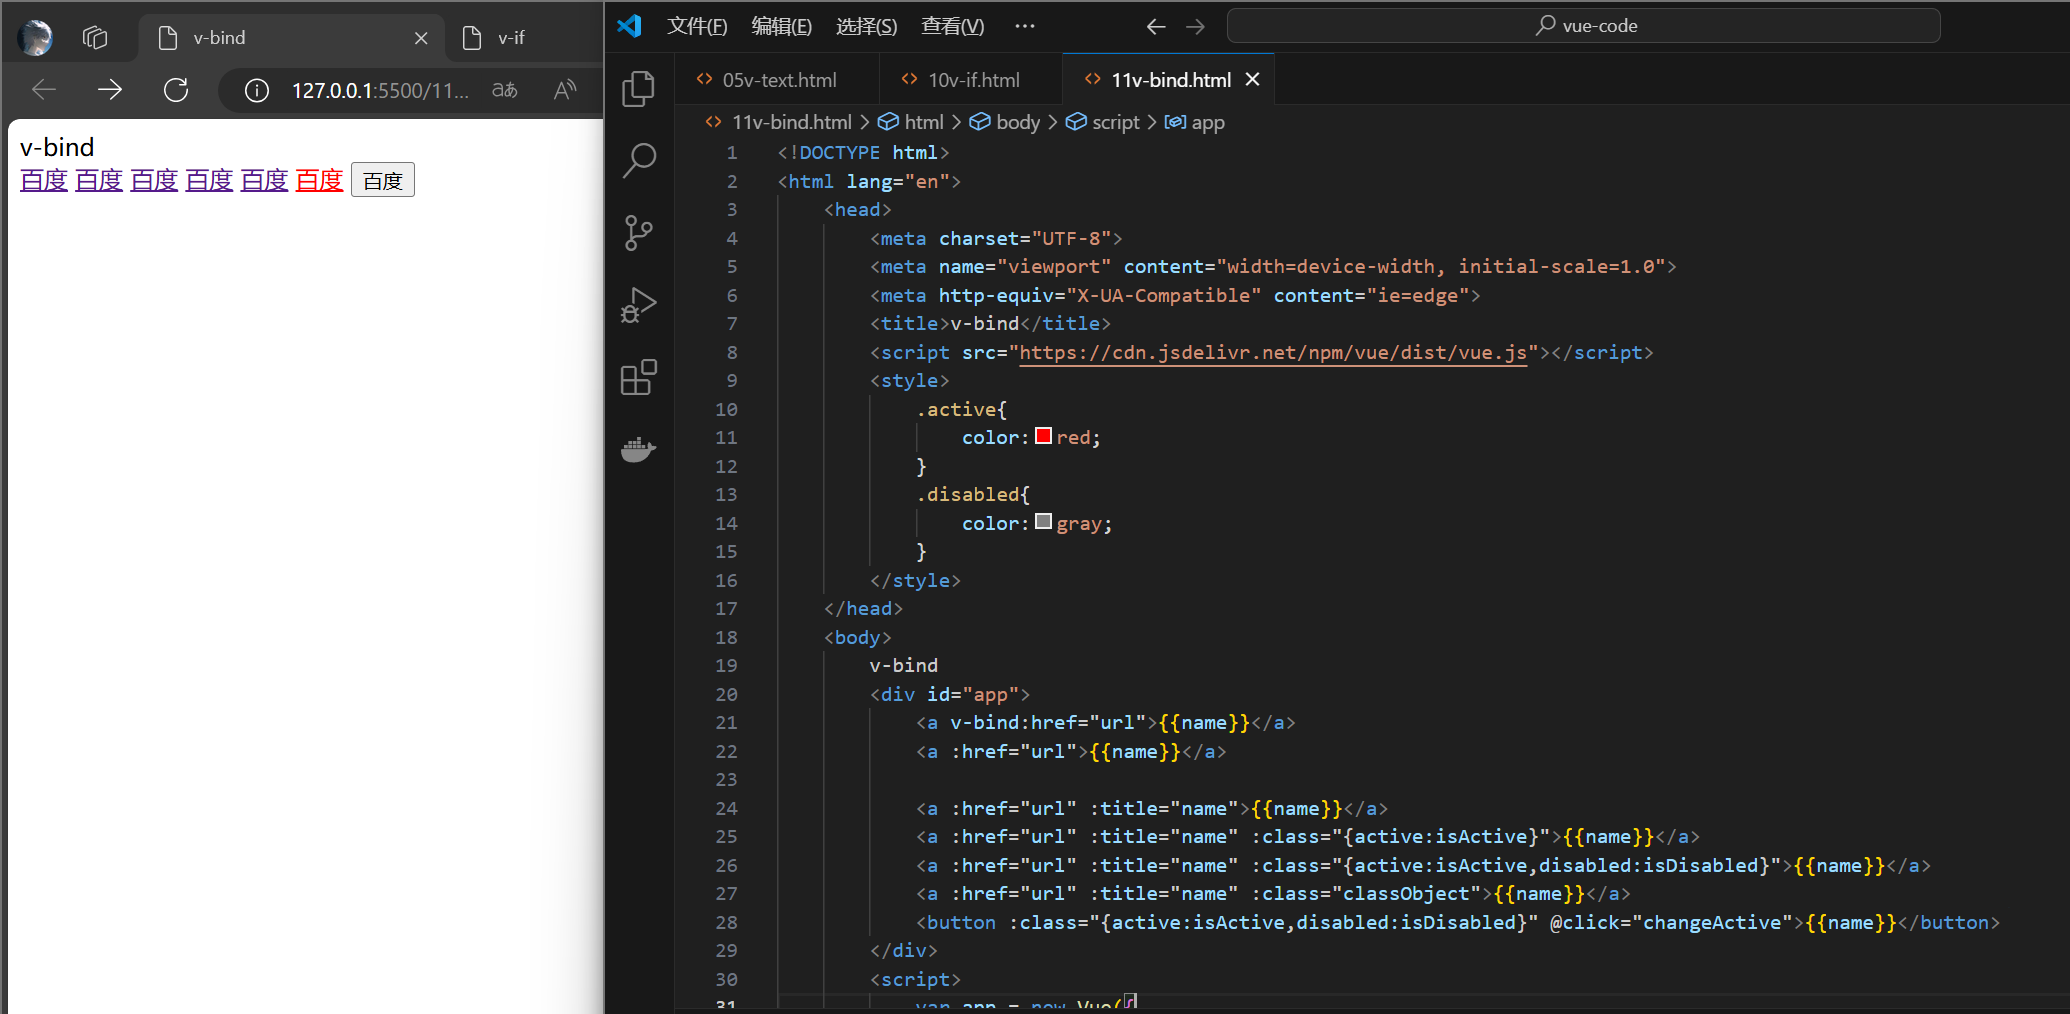 v-bind
v-if
127.0.0.1:5500/11...
v-bind
百度 百度 百度 百度 百度 百度 百度
文件(F) 编辑(E) 选择(S) 查看(V) ···
vue-code
05v-text.html
10v-if.html
11v-bind.html
11v-bind.html > html > body > script > app
1 <!DOCTYPE html>
2 <html lang="en">
3 <head>
4 <meta charset="UTF-8">
5 <meta name="viewport" content="width=device-width, initial-scale=1.0">
6 <meta http-equiv="X-UA-Compatible" content="ie=edge">
7 <title>v-bind</title>
8 <script src="https://cdn.jsdelivr.net/npm/vue/dist/vue.js"></script>
9 <style>
10 .active{
11 color:red;
12 }
13 .disabled{
14 color:gray;
15 }
16 </style>
17 </head>
18 <body>
19 v-bind
20 <div id="app">
21 <a v-bind:href="url">{{name}}</a>
22 <a :href="url">{{name}}</a>
23
24 <a :href="url" :title="name">{{name}}</a>
25 <a :href="url" :title="name" :class="{active:isActive}">{{name}}</a>
26 <a :href="url" :title="name" :class="{active:isActive,disabled:isDisabled}">{{name}}</a>
27 <a :href="url" :title="name" :class="classObject">{{name}}</a>
28 <button :class="{active:isActive,disabled:isDisabled}" @click="changeActive">{{name}}</button>
29 </div>
30 <script>
31 var app = new Vue({